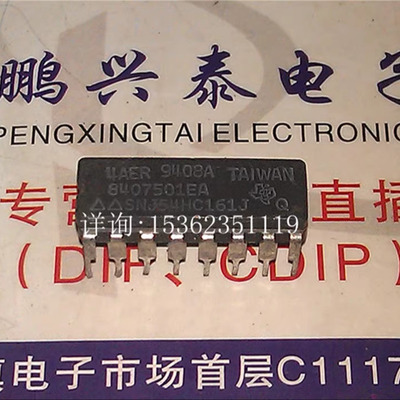 鹏兴泰电子
PENGXINGTAI ELECTRONIC
4AER 9408A TAIWAN
8407501EA
△△SNJ54HC161J Q
专营
直插
详询:15362351119
(DIP、CDIP)
电子市场首层C1117